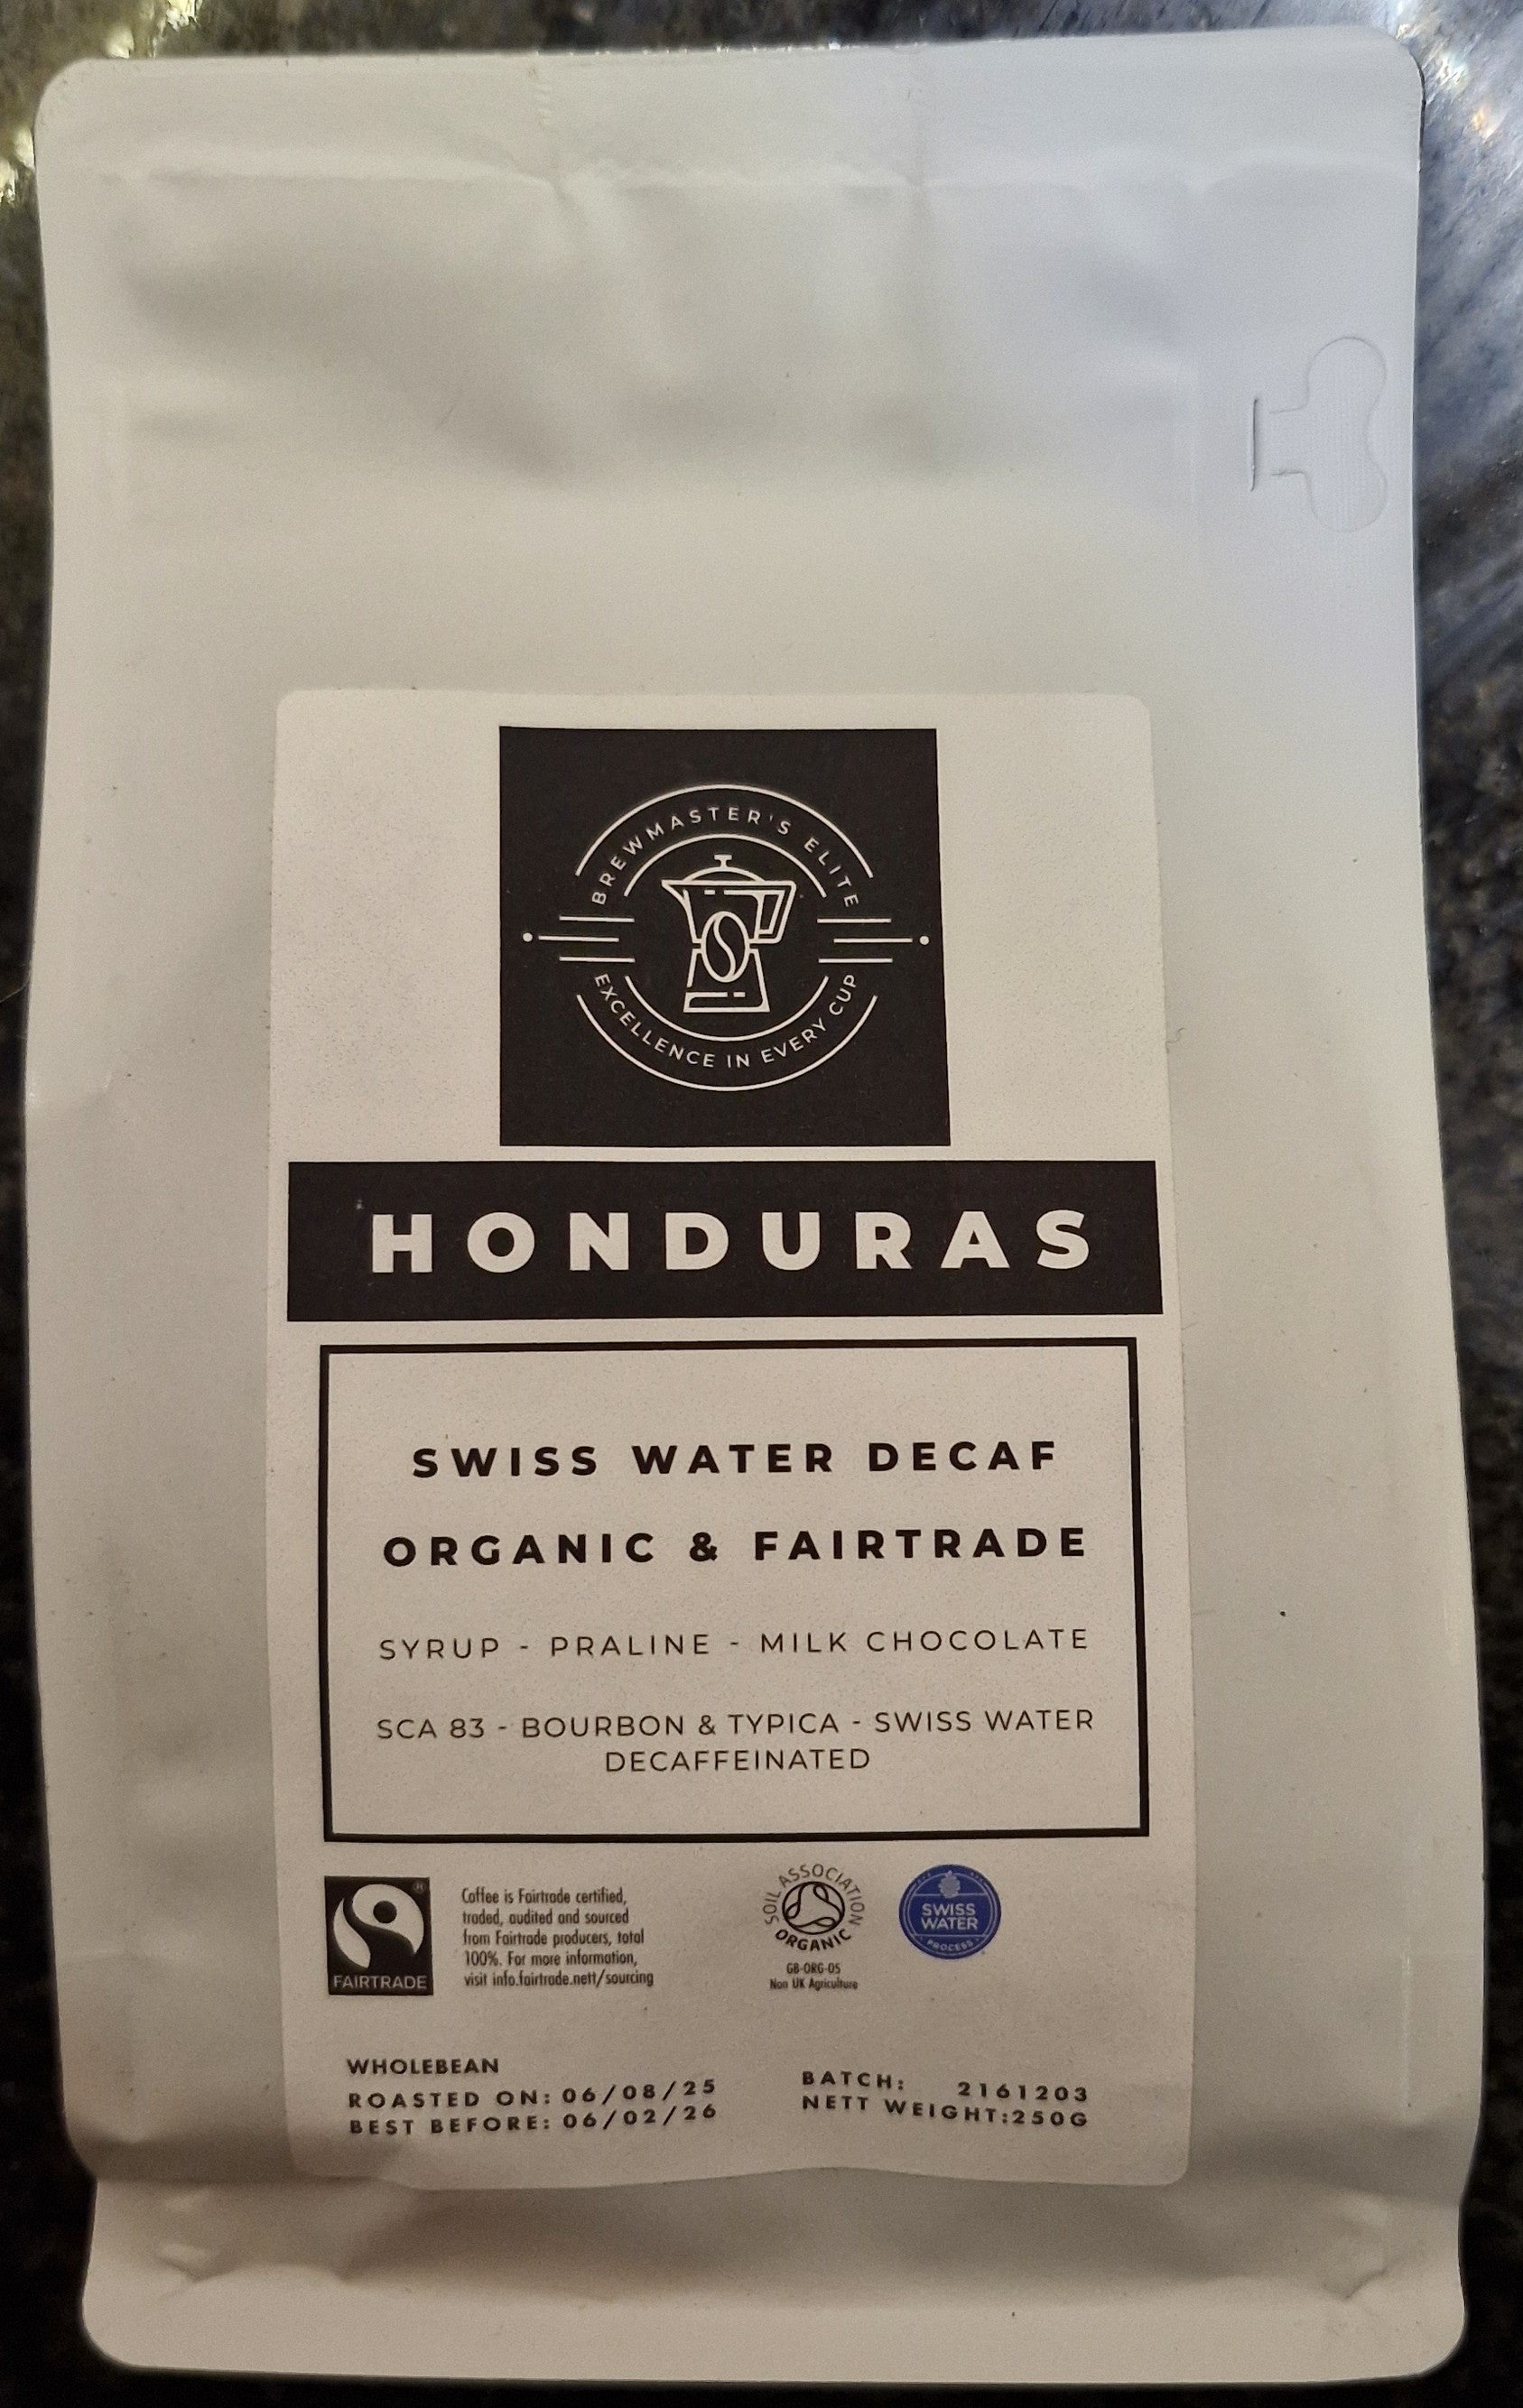 BREWMASTER'S ELITE
EXCELLENCE IN EVERY CUP
HONDURAS
SWISS WATER DECAF
ORGANIC & FAIRTRADE
SYRUP - PRALINE - MILK CHOCOLATE
SCA 83 - BOURBON & TYPICA - SWISS WATER
DECAFFEINATED
FAIRTRADE
Coffee is Fairtrade certified,
traded, audited and sourced
from Fairtrade producers, total
100%. For more information,
visit info.fairtrade.nett/sourcing
SOIL ASSOCIATION
ORGANIC
GB-ORG-05
Non UK Agriculture
SWISS
WATER
PROCESS
WHOLEBEAN
ROASTED ON: 06/08/25
BEST BEFORE: 06/02/26
BATCH: 2161203
NETT WEIGHT:250G